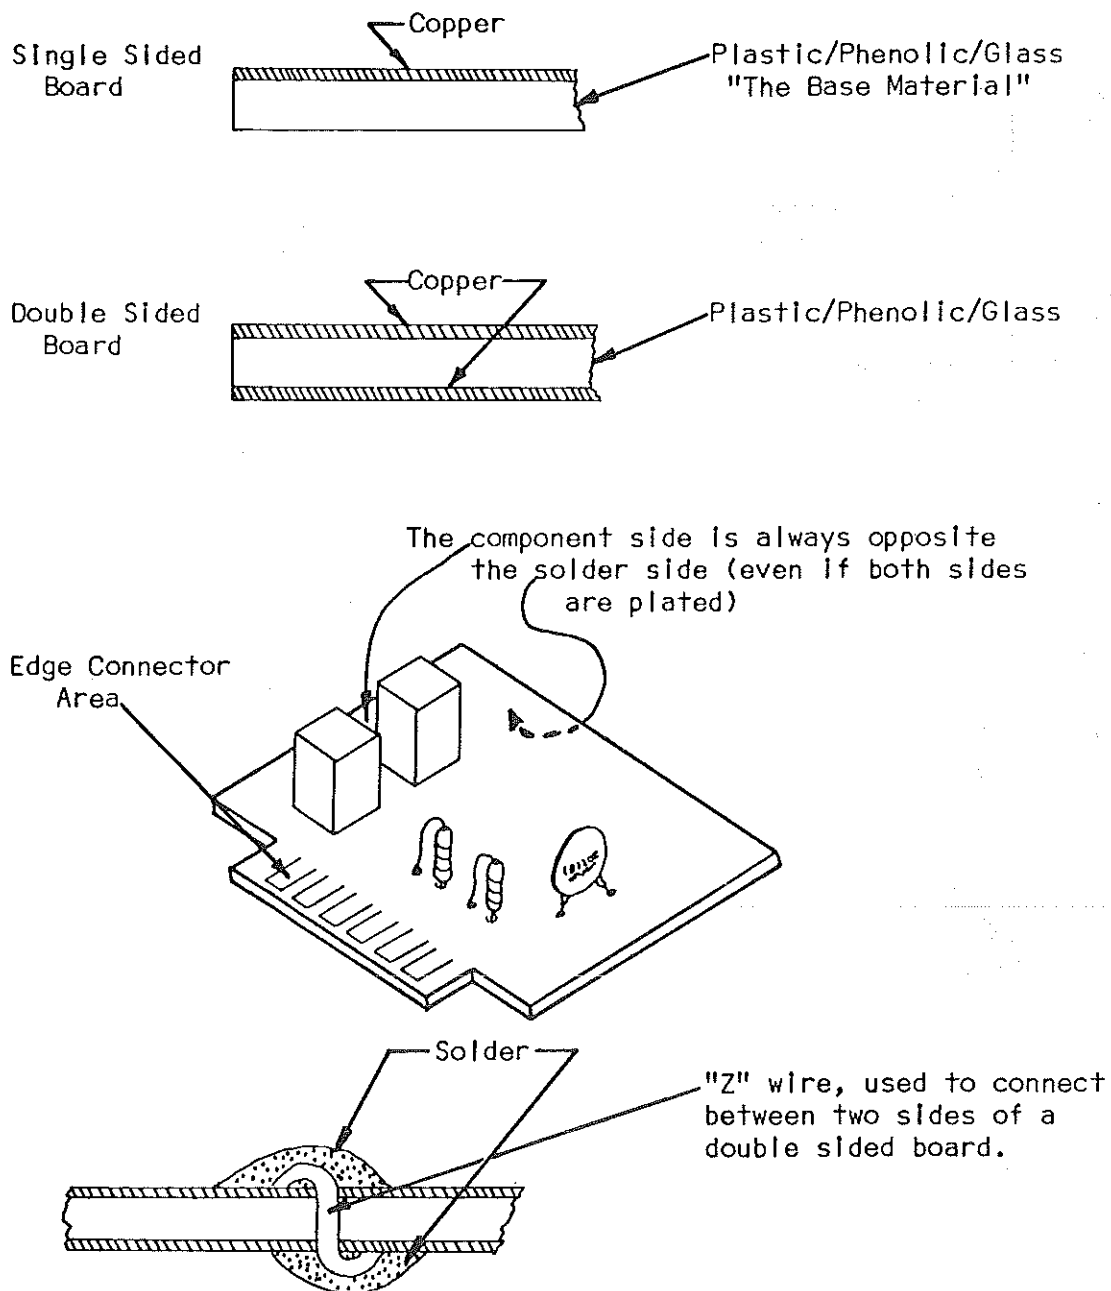 Copper
Single Sided
Board
Plastic/Phenolic/Glass
"The Base Material"
Copper
Double Sided
Board
Plastic/Phenolic/Glass
The component side is always opposite
the solder side (even if both sides
are plated)
Edge Connector
Area
Solder
"Z" wire, used to connect
between two sides of a
double sided board.